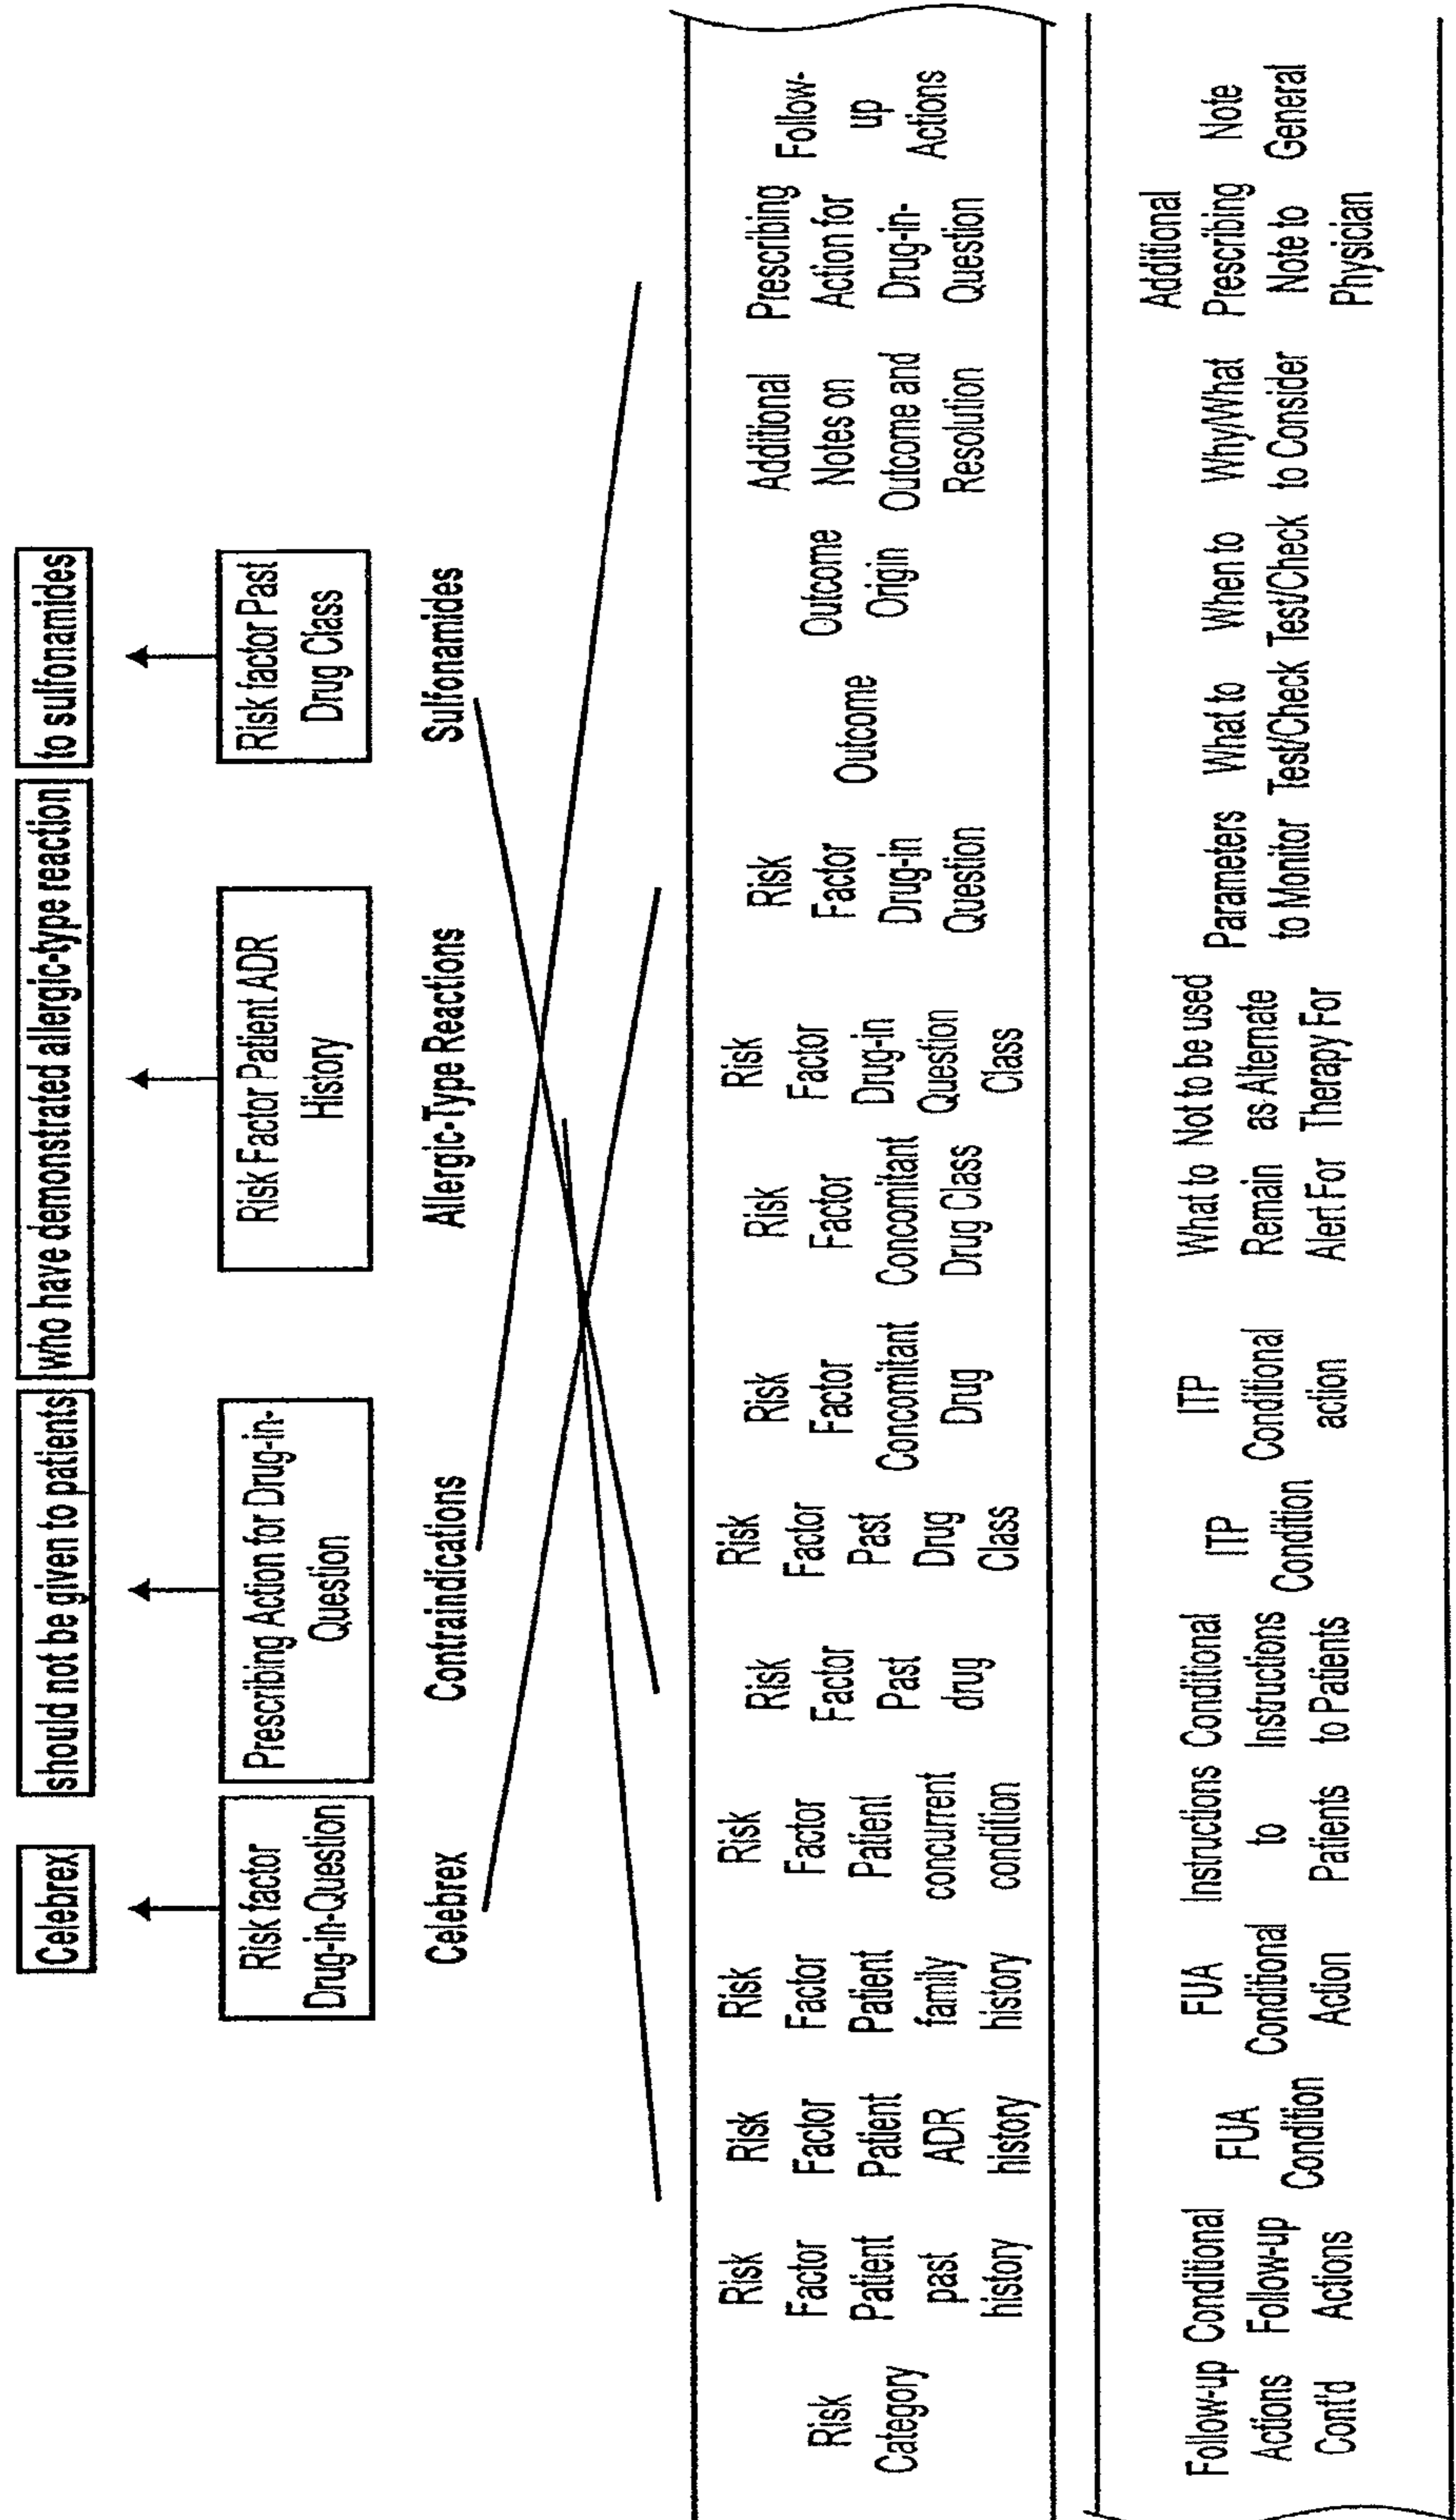 Celebrex should not be given to patients who have demonstrated allergic-type reaction to sulfonamides
Risk factor
Drug-in-Question
Prescribing Action for Drug-in-
Question
Risk Factor Patient ADR
History
Risk factor Past
Drug Class
Celebrex
Contraindications
Allergic-Type Reactions
Sulfonamides
Risk
Category
Risk
Factor
Patient
past
history
Risk
Factor
Patient
ADR
history
Risk
Factor
Patient
family
history
Risk
Factor
Patient
concurrent
condition
Risk
Factor
Past
drug
Risk
Factor
Past
Drug
Class
Risk
Factor
Concomitant
Drug
Risk
Factor
Concomitant
Drug Class
Risk
Factor
Drug-in
Question
Class
Risk
Factor
Drug-in
Question
Outcome
Outcome
Origin
Additional
Notes on
Outcome and
Resolution
Prescribing
Action for
Drug-in-
Question
Follow-
up
Actions
Follow-up
Actions
Cont'd
Conditional
Follow-up
Actions
FUA
Condition
FUA
Conditional
Action
Instructions
to
Patients
Conditional
Instructions
to Patients
ITP
Condition
ITP
Conditional
action
What to
Remain
Alert For
Not to be used
as Alternate
Therapy For
Parameters
to Monitor
What to
Test/Check
When to
Test/Check
Why/What
to Consider
Additional
Prescribing
Note to
Physician
Note
General